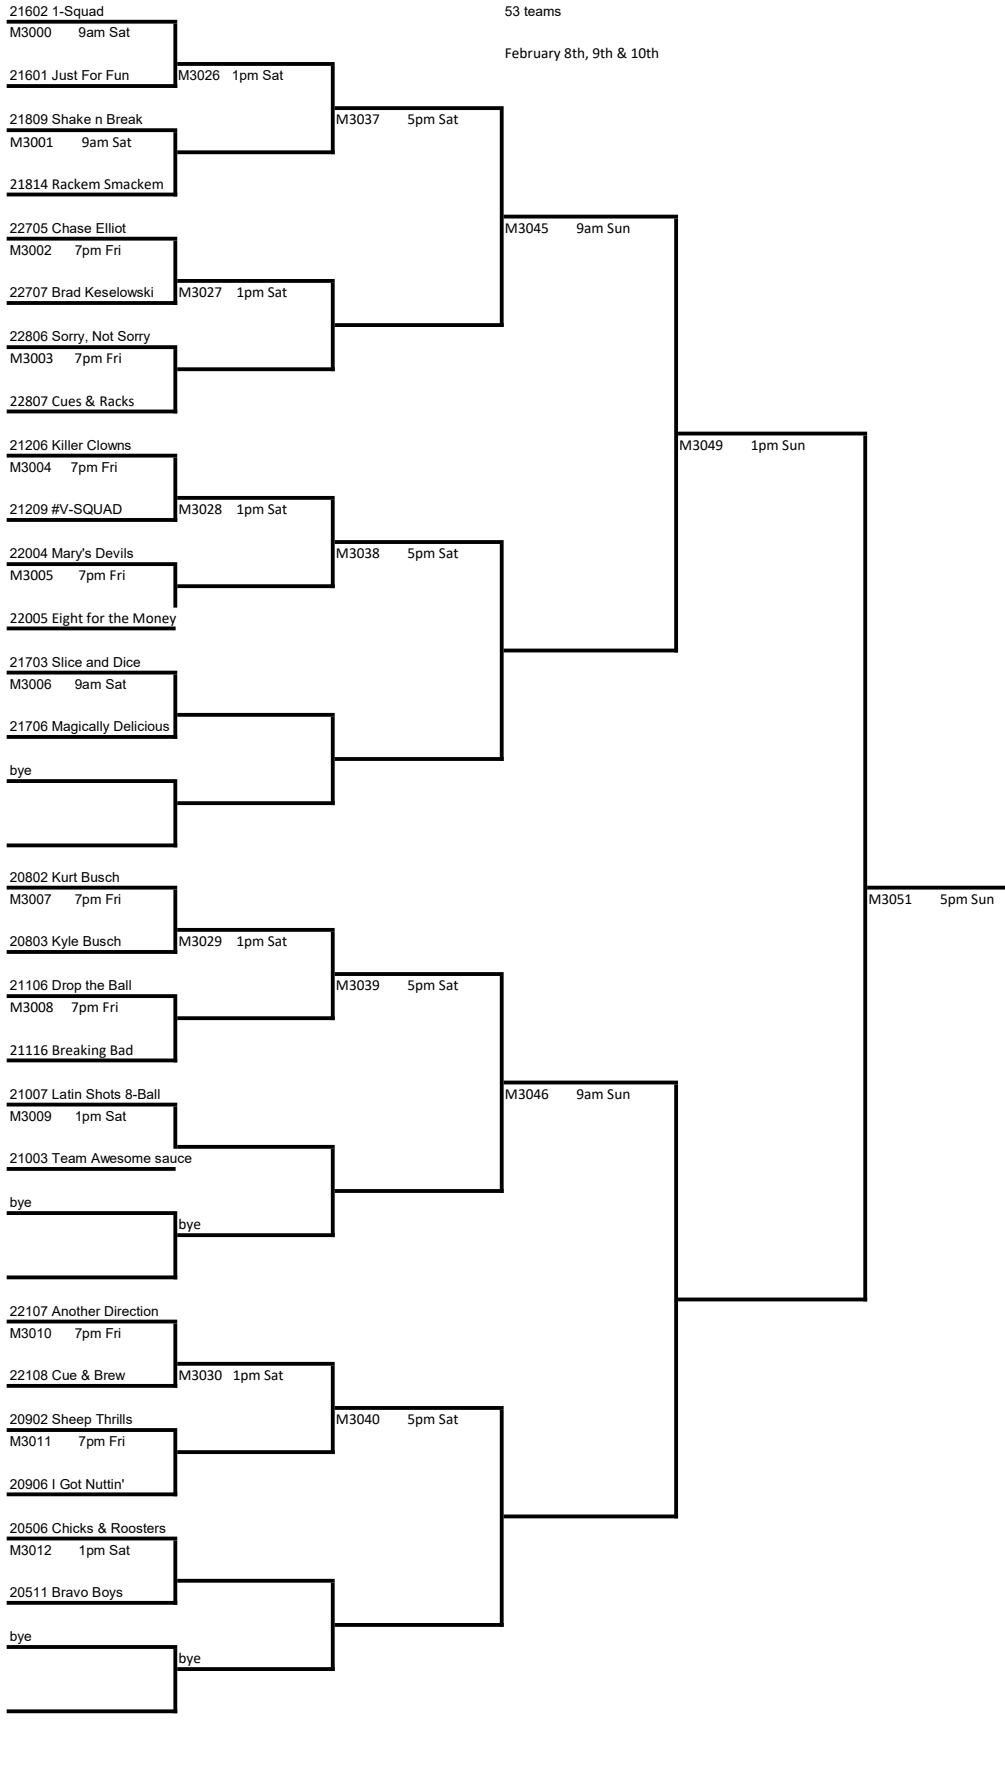 21602 1-Squad
53 teams
M3000 9am Sat
February 8th, 9th & 10th
21601 Just For Fun
M3026 1pm Sat
21809 Shake n Break
M3037 5pm Sat
M3001 9am Sat
21814 Rackem Smackem
22705 Chase Elliot
M3045 9am Sun
M3002 7pm Fri
22707 Brad Keselowski
M3027 1pm Sat
22806 Sorry, Not Sorry
M3003 7pm Fri
22807 Cues & Racks
21206 Killer Clowns
M3049 1pm Sun
M3004 7pm Fri
21209 #V-SQUAD
M3028 1pm Sat
22004 Mary's Devils
M3038 5pm Sat
M3005 7pm Fri
22005 Eight for the Money
21703 Slice and Dice
M3006 9am Sat
21706 Magically Delicious
bye
20802 Kurt Busch
M3007 7pm Fri
M3051 5pm Sun
20803 Kyle Busch
M3029 1pm Sat
21106 Drop the Ball
M3039 5pm Sat
M3008 7pm Fri
21116 Breaking Bad
21007 Latin Shots 8-Ball
M3046 9am Sun
M3009 1pm Sat
21003 Team Awesome sauce
bye
bye
22107 Another Direction
M3010 7pm Fri
22108 Cue & Brew
M3030 1pm Sat
20902 Sheep Thrills
M3040 5pm Sat
M3011 7pm Fri
20906 I Got Nuttin'
20506 Chicks & Roosters
M3012 1pm Sat
20511 Bravo Boys
bye
bye